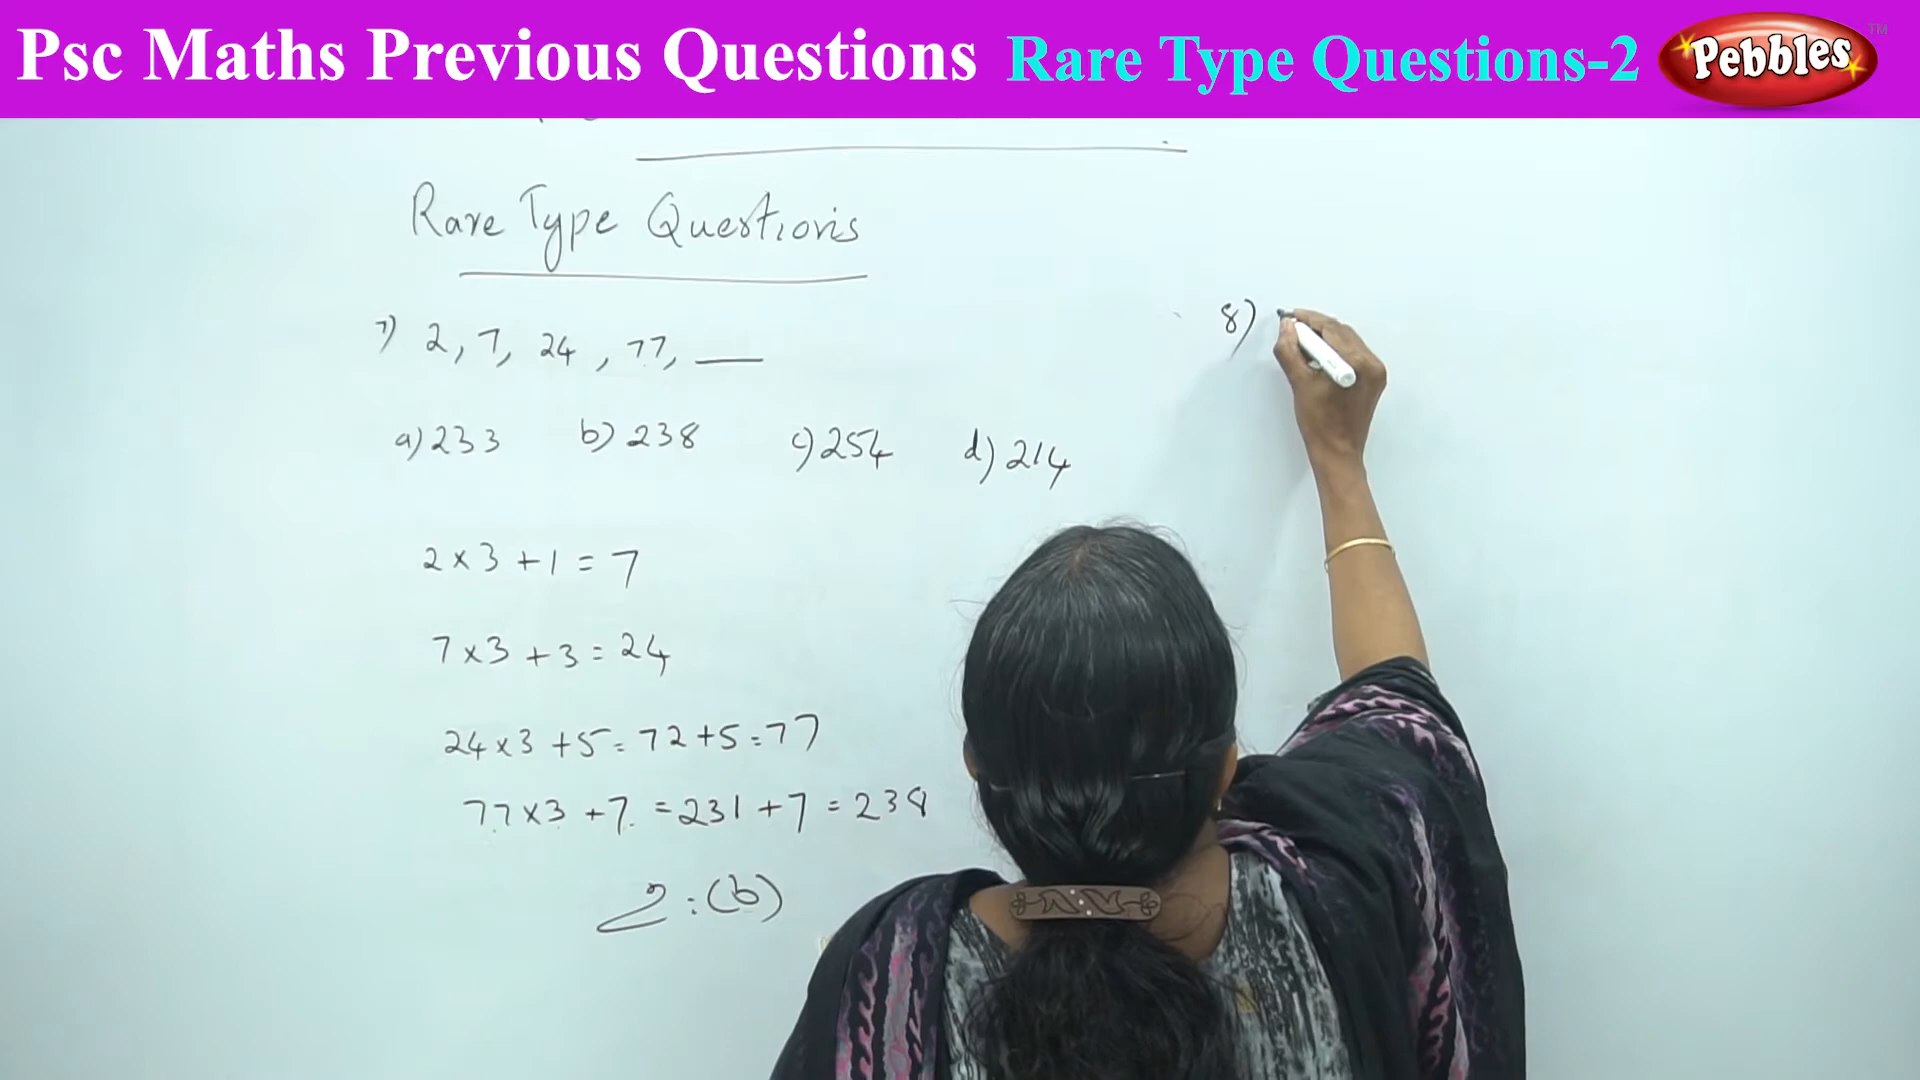 Psc Maths Previous Questions Rare Type Questions-2
Pebbles™
Rare Type Questions
7) 2, 7, 24, 77, ___
a) 233 b) 238 c) 254 d) 214
2 × 3 + 1 = 7
7 × 3 + 3 = 24
24 × 3 + 5 = 72 + 5 = 77
77 × 3 + 7 = 231 + 7 = 238
: (b)
8)